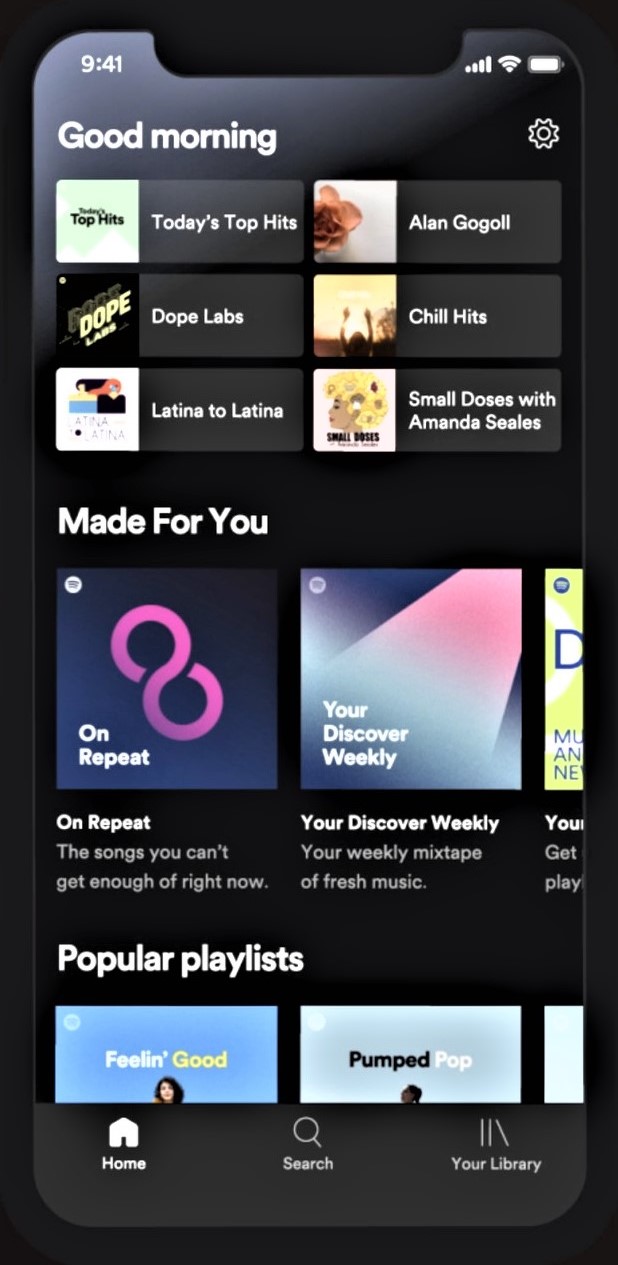 9:41
Good morning
Today's
Top Hits
Today's Top Hits
Alan Gogoll
DOPE
DOPE
LABS
Dope Labs
Chill Hits
LATINA
TO LATINA
Latina to Latina
SMALL DOSES
Small Doses with
Amanda Seales
Made For You
On
Repeat
Your
Discover
Weekly
D
MU
AN
NEW
On Repeat
The songs you can't
get enough of right now.
Your Discover Weekly
Your weekly mixtape
of fresh music.
Your
Get
play
Popular playlists
Feelin' Good
Pumped Pop
Home
Search
Your Library